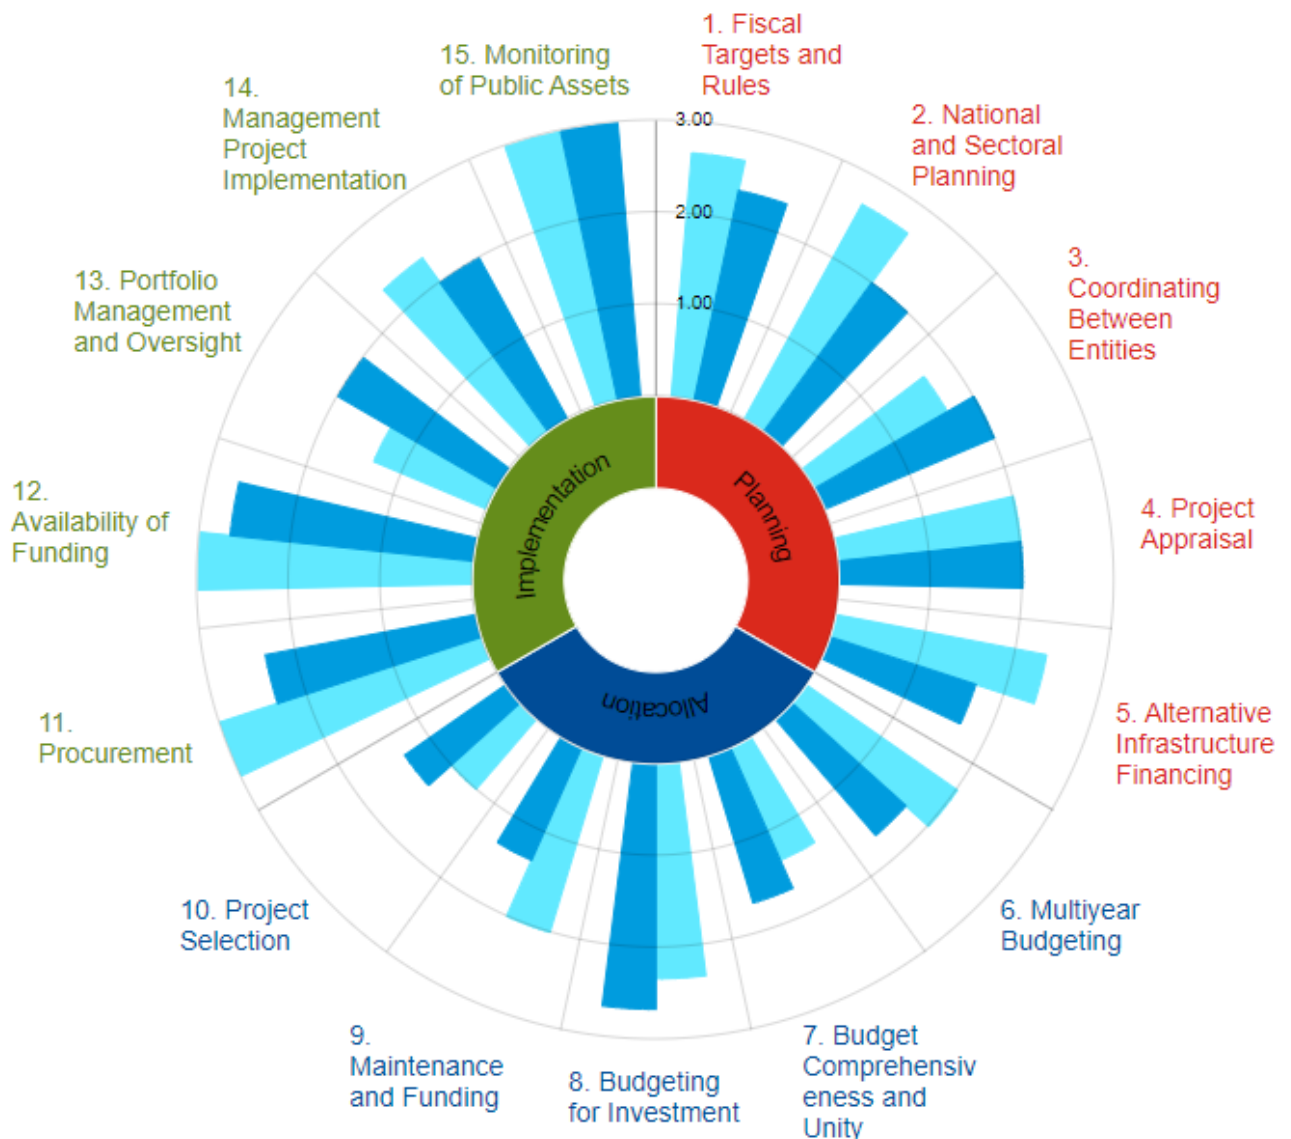 1. Fiscal
Targets and
Rules
2. National
and Sectoral
Planning
3.
Coordinating
Between
Entities
4. Project
Appraisal
5. Alternative
Infrastructure
Financing
6. Multiyear
Budgeting
7. Budget
Comprehensiv
eness and
Unity
8. Budgeting
for Investment
9.
Maintenance
and Funding
10. Project
Selection
11.
Procurement
12.
Availability of
Funding
13. Portfolio
Management
and Oversight
14.
Management
Project
Implementation
15. Monitoring
of Public Assets
3.00
2.00
1.00
Planning
Allocation
Implementation